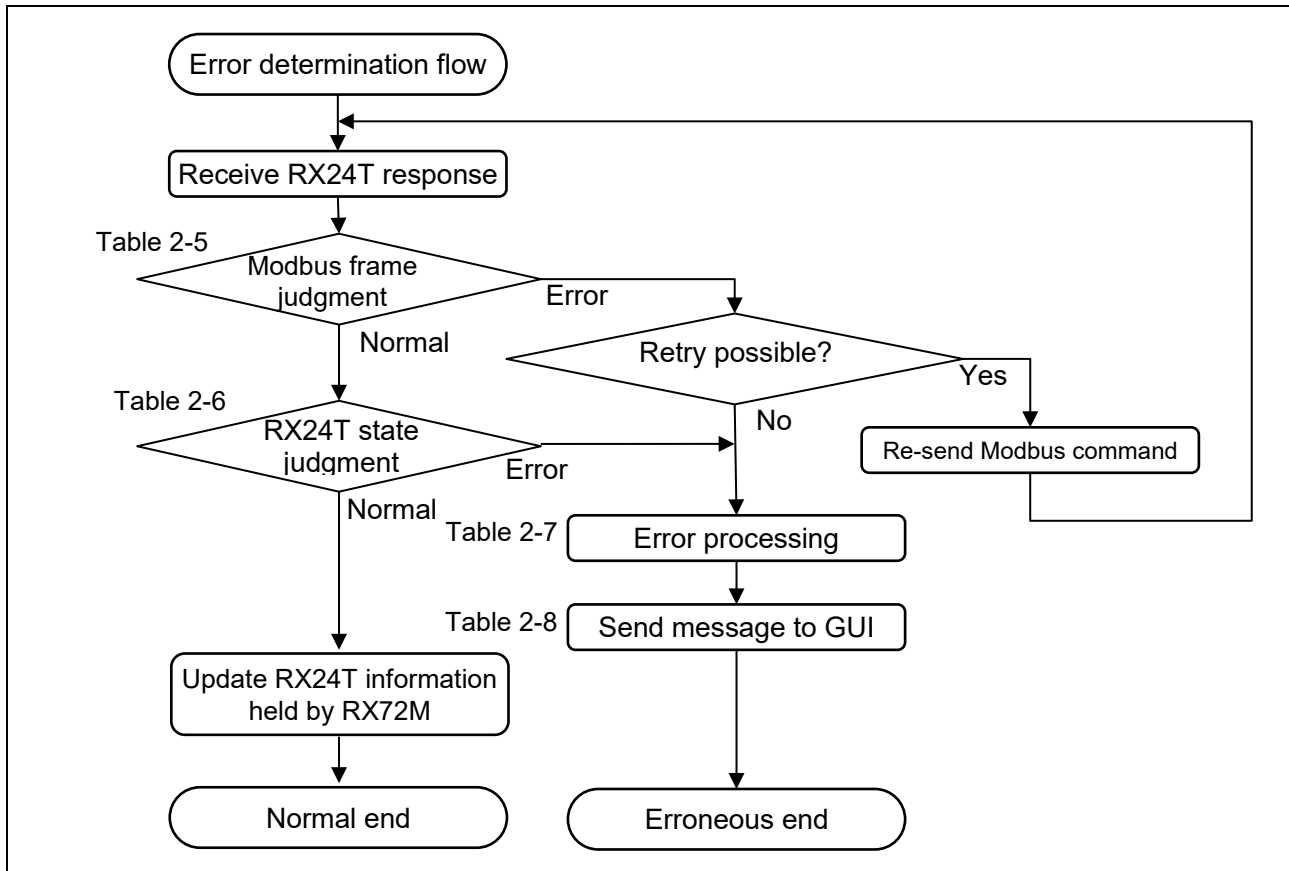 Error determination flow
Receive RX24T response
Table 2-5
Modbus frame
judgment
Error
Normal
Retry possible?
Yes
No
Re-send Modbus command
Table 2-6
RX24T state
judgment
Error
Normal
Table 2-7
Error processing
Table 2-8
Send message to GUI
Update RX24T information
held by RX72M
Normal end
Erroneous end